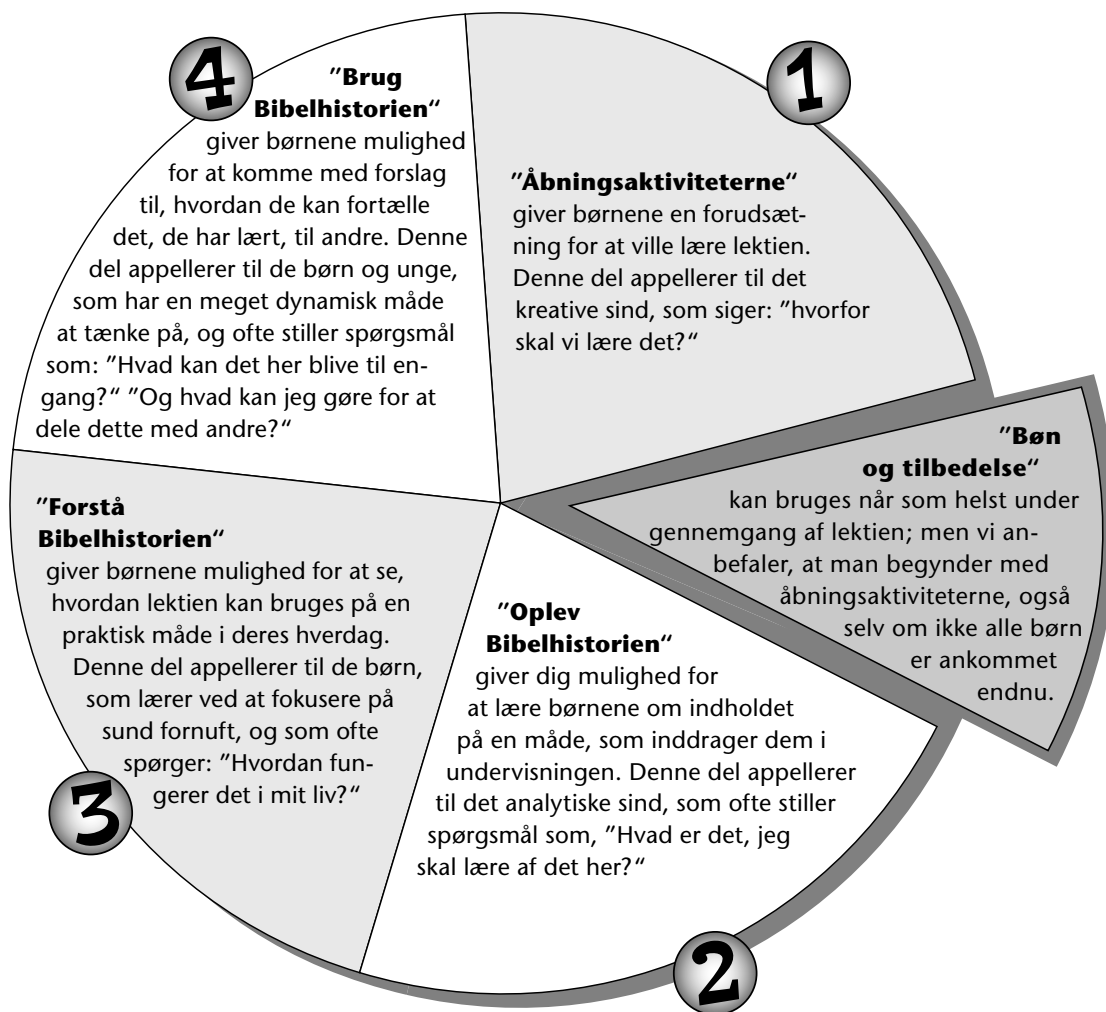 1
"Åbningsaktiviteterne“
giver børnene en forudsæt-
ning for at ville lære lektien.
Denne del appellerer til det
kreative sind, som siger: "hvorfor
skal vi lære det?“
"Bøn
og tilbedelse“
kan bruges når som helst under
gennemgang af lektien; men vi an-
befaler, at man begynder med
åbningsaktiviteterne, også
selv om ikke alle børn
er ankommet
endnu.
2
"Oplev
Bibelhistorien“
giver dig mulighed for
at lære børnene om indholdet
på en måde, som inddrager dem i
undervisningen. Denne del appellerer
til det analytiske sind, som ofte stiller
spørgsmål som, "Hvad er det, jeg
skal lære af det her?“
3
"Forstå
Bibelhistorien“
giver børnene mulighed for at se,
hvordan lektien kan bruges på en
praktisk måde i deres hverdag.
Denne del appellerer til de børn,
som lærer ved at fokusere på
sund fornuft, og som ofte
spørger: "Hvordan fun-
gerer det i mit liv?“
4
"Brug
Bibelhistorien“
giver børnene mulighed
for at komme med forslag
til, hvordan de kan fortælle
det, de har lært, til andre. Denne
del appellerer til de børn og unge,
som har en meget dynamisk måde
at tænke på, og ofte stiller spørgsmål
som: "Hvad kan det her blive til en-
gang?“ "Og hvad kan jeg gøre for at
dele dette med andre?“